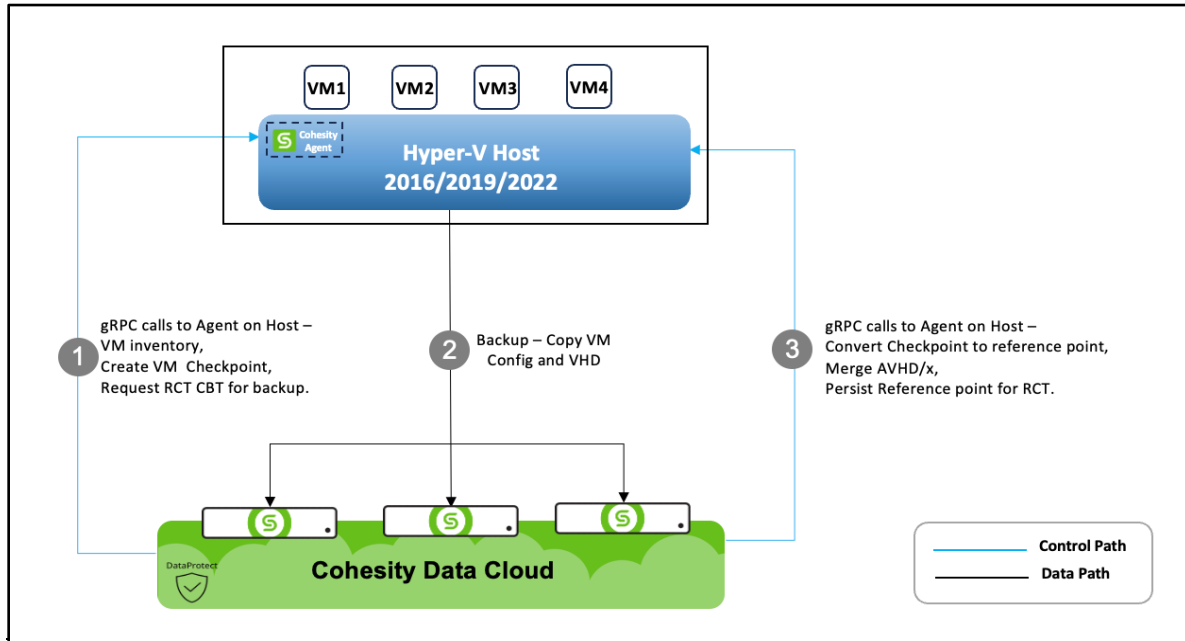 VM1
VM2
VM3
VM4
Cohesity
Agent
Hyper-V Host
2016/2019/2022
1
gRPC calls to Agent on Host –
VM inventory,
Create VM Checkpoint,
Request RCT CBT for backup.
2
Backup – Copy VM
Config and VHD
3
gRPC calls to Agent on Host –
Convert Checkpoint to reference point,
Merge AVHD/x,
Persist Reference point for RCT.
DataProtect
Cohesity Data Cloud
Control Path
Data Path